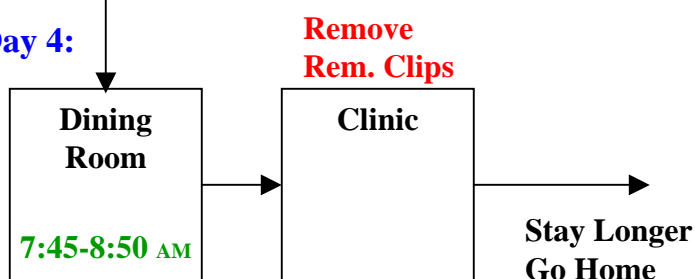 ay 4:
Remove
Rem. Clips
Dining
Room
7:45-8:50 AM
Clinic
Stay Longer
Go Home